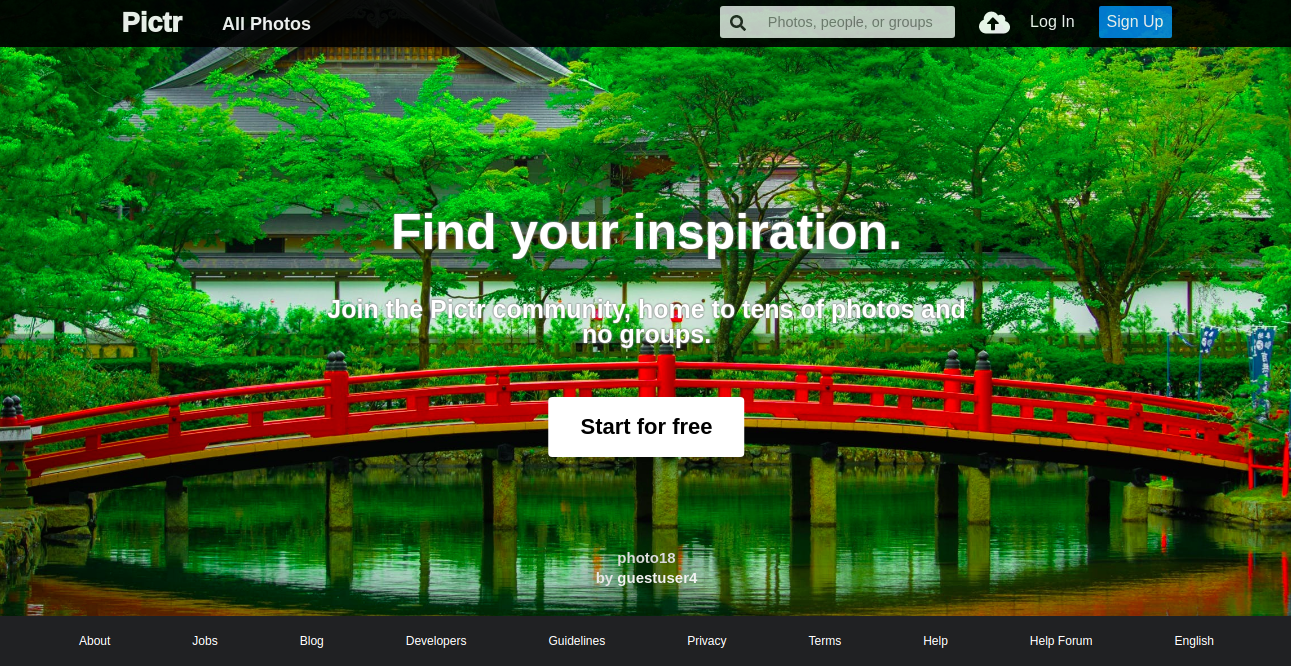 Pictr
All Photos
Photos, people, or groups
Log In
Sign Up
Find your inspiration.
Join the Pictr community, home to tens of photos and
no groups.
Start for free
photo18
by guestuser4
About
Jobs
Blog
Developers
Guidelines
Privacy
Terms
Help
Help Forum
English